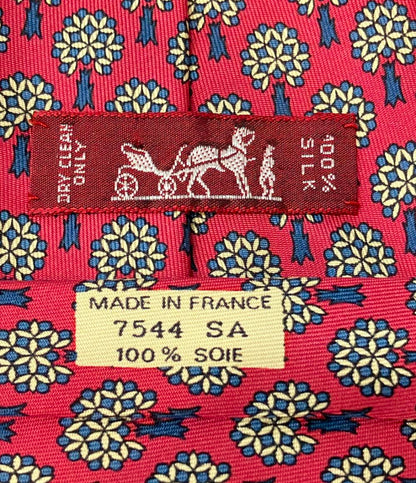 DRY CLEAN
ONLY
100%
SILK
MADE IN FRANCE
7544 SA
100% SOIE